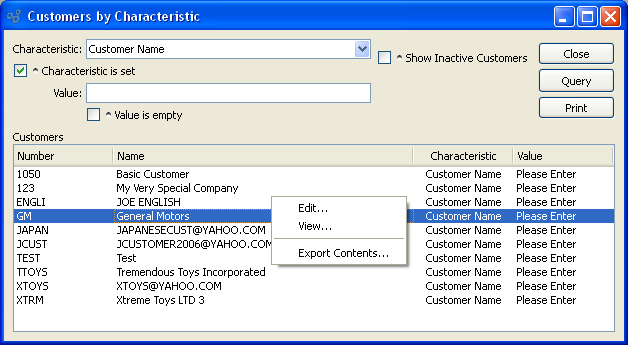 Customers by Characteristic
Characteristic: Customer Name
^ Show Inactive Customers
Close
^ Characteristic is set
Query
Value:
Print
^ Value is empty
Customers
Number Name Characteristic Value
1050 Basic Customer Customer Name Please Enter
123 My Very Special Company Customer Name Please Enter
ENGLI JOE ENGLISH Customer Name Please Enter
GM General Motors Customer Name Please Enter
JAPAN JAPANESECUST@YAHOO.COM Customer Name Please Enter
JCUST JCUSTOMER2006@YAHOO.COM Customer Name Please Enter
TEST Test Customer Name Please Enter
TTOYS Tremendous Toys Incorporated Customer Name Please Enter
XTOYS XTOYS@YAHOO.COM Customer Name Please Enter
XTRM Xtreme Toys LTD 3 Customer Name Please Enter
Edit...
View...
Export Contents...